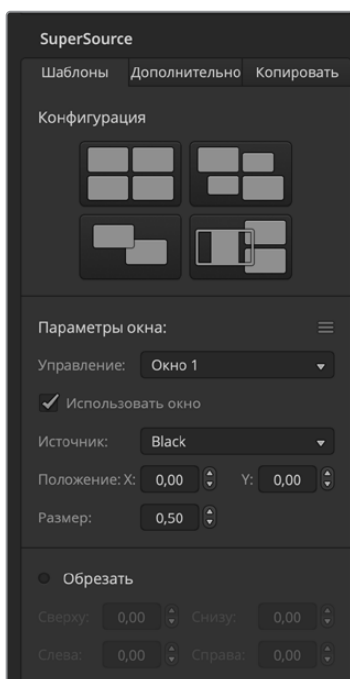 SuperSource
Шаблоны Дополнительно Копировать
Конфигурация
Параметры окна:
Управление: Окно 1
Использовать окно
Источник: Black
Положение: X: 0,00 Y: 0,00
Размер: 0,50
Обрезать
Сверху: 0,00 Снизу: 0,00
Слева: 0,00 Справа: 0,00